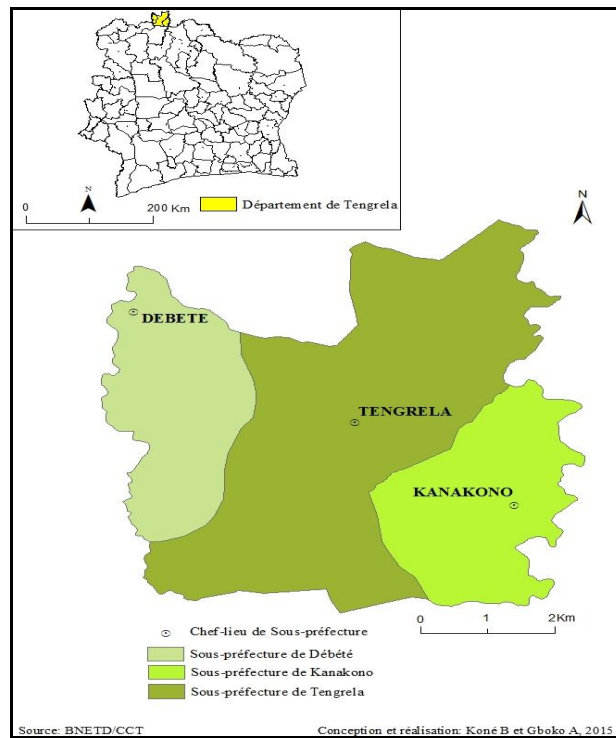 N
0 200 Km
Département de Tengrela
N
DEBETE
TENGRELA
KANAKONO
Chef-lieu de Sous-préfecture
0 1 2Km
Sous-préfecture de Débété
Sous-préfecture de Kanakono
Sous-préfecture de Tengrela
Source: BNETD/CCT Conception et réalisation: Koné B et Gboko A, 2015